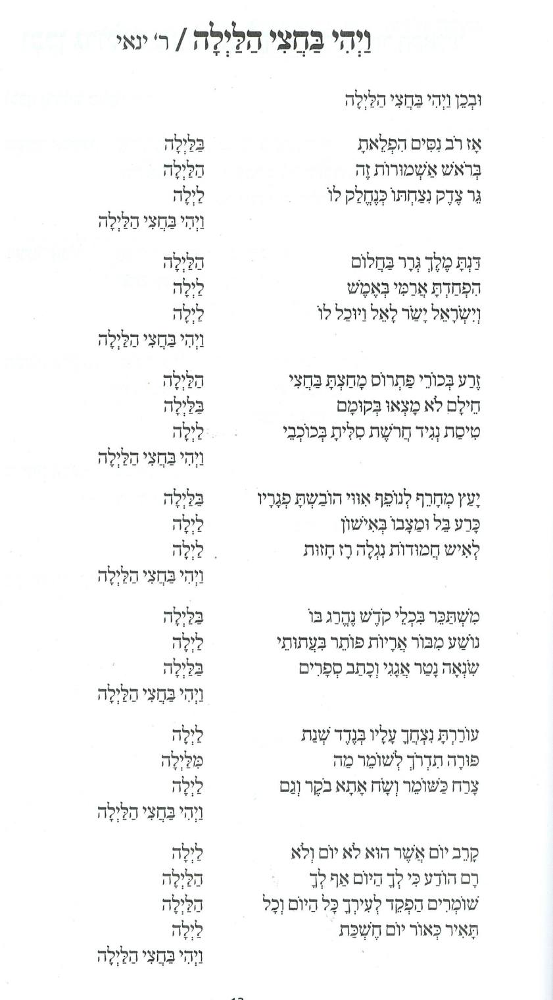 וַיְהִי בַּחֲצִי הַלַּיְלָה / ר' ינאי
וּבְכֵן וַיְהִי בַּחֲצִי הַלַּיְלָה
אָז רֹב נִסִּים הִפְלֵאתָ בַּלַּיְלָה
בְּרֹאשׁ אַשְׁמוּרוֹת זֶה הַלַּיְלָה
גֵּר צֶדֶק נִצַּחְתּוֹ כְּנֶחֱלַק לוֹ לַיְלָה
וַיְהִי בַּחֲצִי הַלַּיְלָה
דַּנְתָּ מֶלֶךְ גְּרָר בַּחֲלוֹם הַלַּיְלָה
הִפְחַדְתָּ אֲרַמִּי בְּאֶמֶשׁ לַיְלָה
וְיִשְׂרָאֵל יָשַׂר לָאֵל וַיּוּכַל לוֹ לַיְלָה
וַיְהִי בַּחֲצִי הַלַּיְלָה
זֶרַע בְּכוֹרֵי פַּתְרוֹס מָחַצְתָּ בַּחֲצִי הַלַּיְלָה
חֵילָם לֹא מָצְאוּ בְּקוּמָם בַּלַּיְלָה
טִיסַת נְגִיד חֲרֹשֶׁת סִלִּיתָ בְּכוֹכְבֵי לַיְלָה
וַיְהִי בַּחֲצִי הַלַּיְלָה
יָעַץ מְחָרֵף לְנוֹפֵף אִוּוּי הוֹבַשְׁתָּ פְגָרָיו בַּלַּיְלָה
כָּרַע בֵּל וּמַצָּבוֹ בְּאִישׁוֹן לַיְלָה
לְאִישׁ חֲמוּדוֹת נִגְלָה רָז חָזוּת לַיְלָה
וַיְהִי בַּחֲצִי הַלַּיְלָה
מִשְׁתַּכֵּר בִּכְלֵי קֹדֶשׁ נֶהֱרַג בּוֹ בַּלַּיְלָה
נוֹשַׁע מִבּוֹר אֲרָיוֹת פּוֹתֵר בִּעֲתוּתֵי לַיְלָה
שִׂנְאָה נָטַר אֲגָגִי וְכָתַב סְפָרִים בַּלַּיְלָה
וַיְהִי בַּחֲצִי הַלַּיְלָה
עוֹרַרְתָּ נִצְחֲךָ עָלָיו בְּנֶדֶד שְׁנַת לַיְלָה
פּוּרָה תִדְרֹךְ לְשׁוֹמֵר מַה מִּלַּיְלָה
צָרַח כַּשּׁוֹמֵר וְשָׂח אָתָא בֹקֶר וְגַם לַיְלָה
וַיְהִי בַּחֲצִי הַלַּיְלָה
קָרֵב יוֹם אֲשֶׁר הוּא לֹא יוֹם וְלֹא לַיְלָה
רָם הוֹדַע כִּי לְךָ הַיּוֹם אַף לְךָ הַלַּיְלָה
שׁוֹמְרִים הַפְקֵד לְעִירְךָ כָּל הַיּוֹם וְכָל הַלַּיְלָה
תָּאִיר כְּאוֹר יוֹם חֶשְׁכַת לַיְלָה
וַיְהִי בַּחֲצִי הַלַּיְלָה